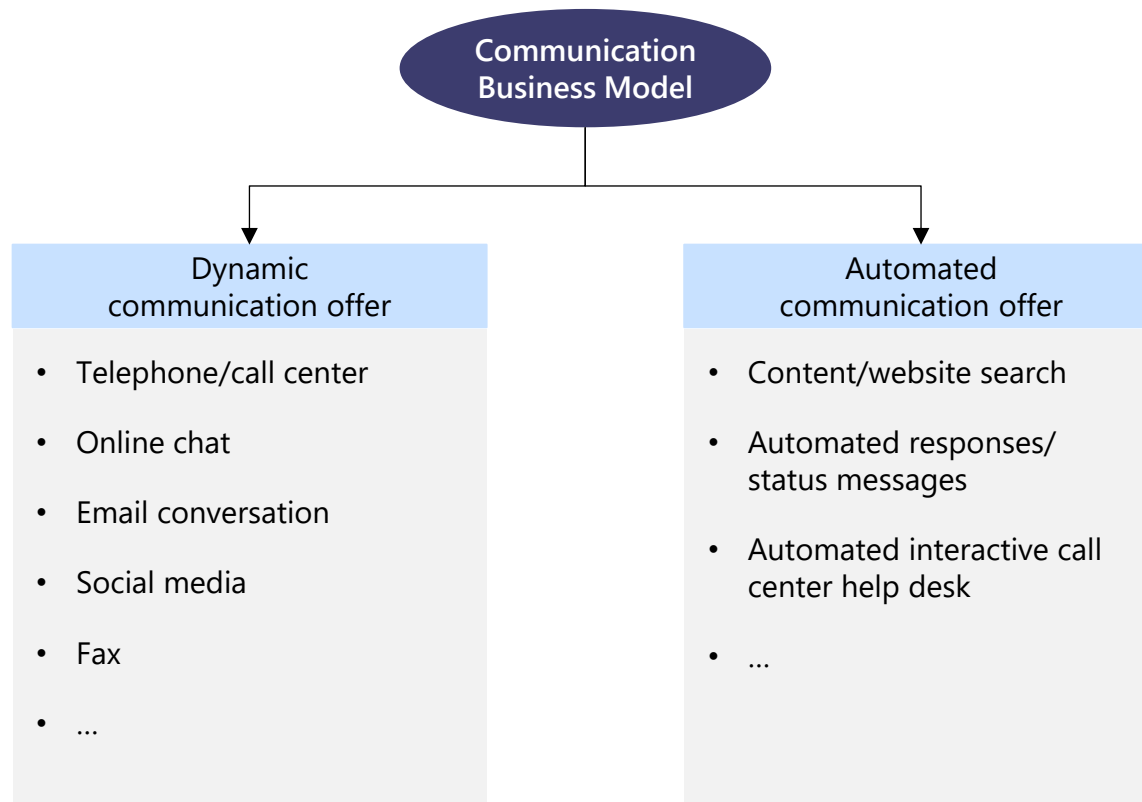 Communication
Business Model
Dynamic
communication offer
• Telephone/call center
• Online chat
• Email conversation
• Social media
• Fax
• ...
Automated
communication offer
• Content/website search
• Automated responses/
status messages
• Automated interactive call
center help desk
• ...